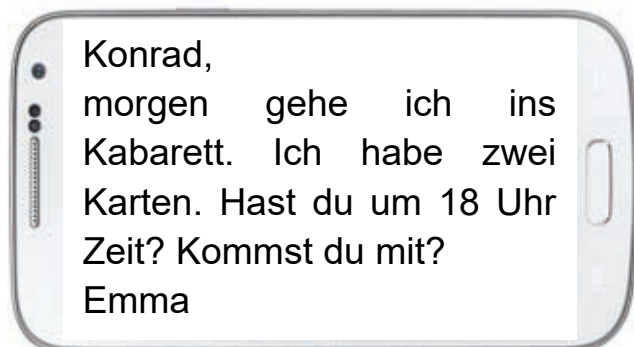 Konrad,
morgen gehe ich ins
Kabarett. Ich habe zwei
Karten. Hast du um 18 Uhr
Zeit? Kommst du mit?
Emma